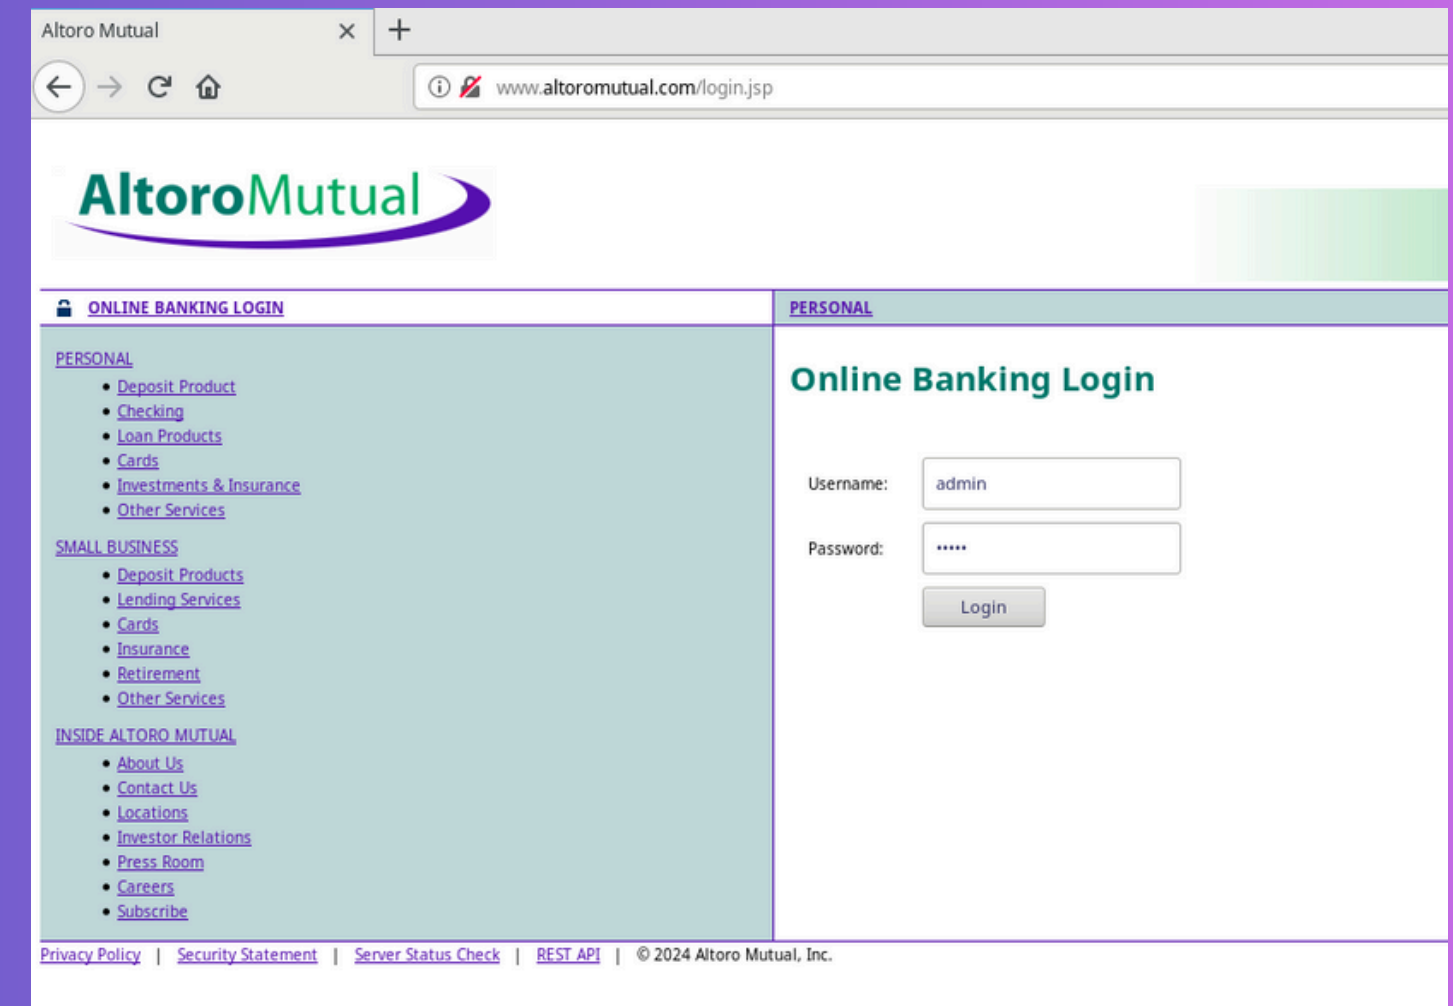 Altoro Mutual
www.altoromutual.com/login.jsp
AltoroMutual
ONLINE BANKING LOGIN
PERSONAL
PERSONAL
Deposit Product
Checking
Loan Products
Cards
Investments & Insurance
Other Services
SMALL BUSINESS
Deposit Products
Lending Services
Cards
Insurance
Retirement
Other Services
INSIDE ALTORO MUTUAL
About Us
Contact Us
Locations
Investor Relations
Press Room
Careers
Subscribe
Online Banking Login
Username: admin
Password: •••••
Login
Privacy Policy | Security Statement | Server Status Check | REST API | © 2024 Altoro Mutual, Inc.